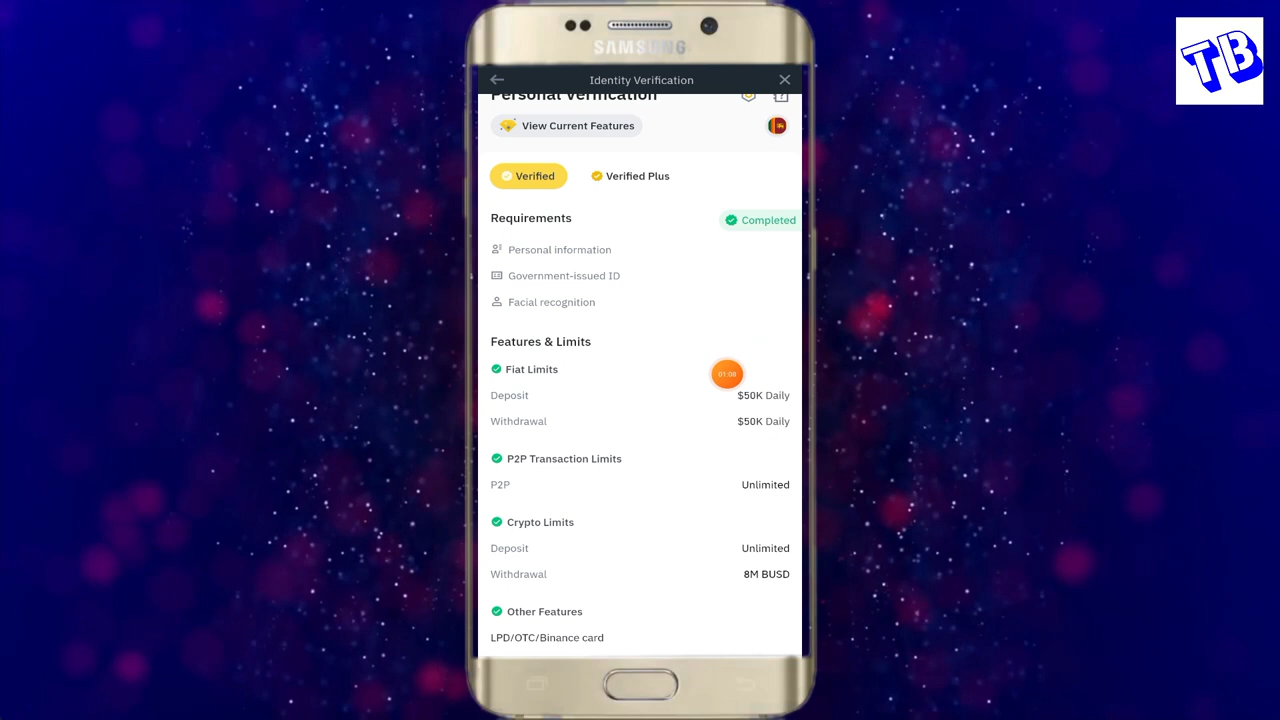 SAMSUNG
TB
Identity Verification
Personal Verification
View Current Features
Verified
Verified Plus
Requirements
Completed
Personal information
Government-issued ID
Facial recognition
Features & Limits
Fiat Limits
01:08
Deposit $50K Daily
Withdrawal $50K Daily
P2P Transaction Limits
P2P Unlimited
Crypto Limits
Deposit Unlimited
Withdrawal 8M BUSD
Other Features
LPD/OTC/Binance card